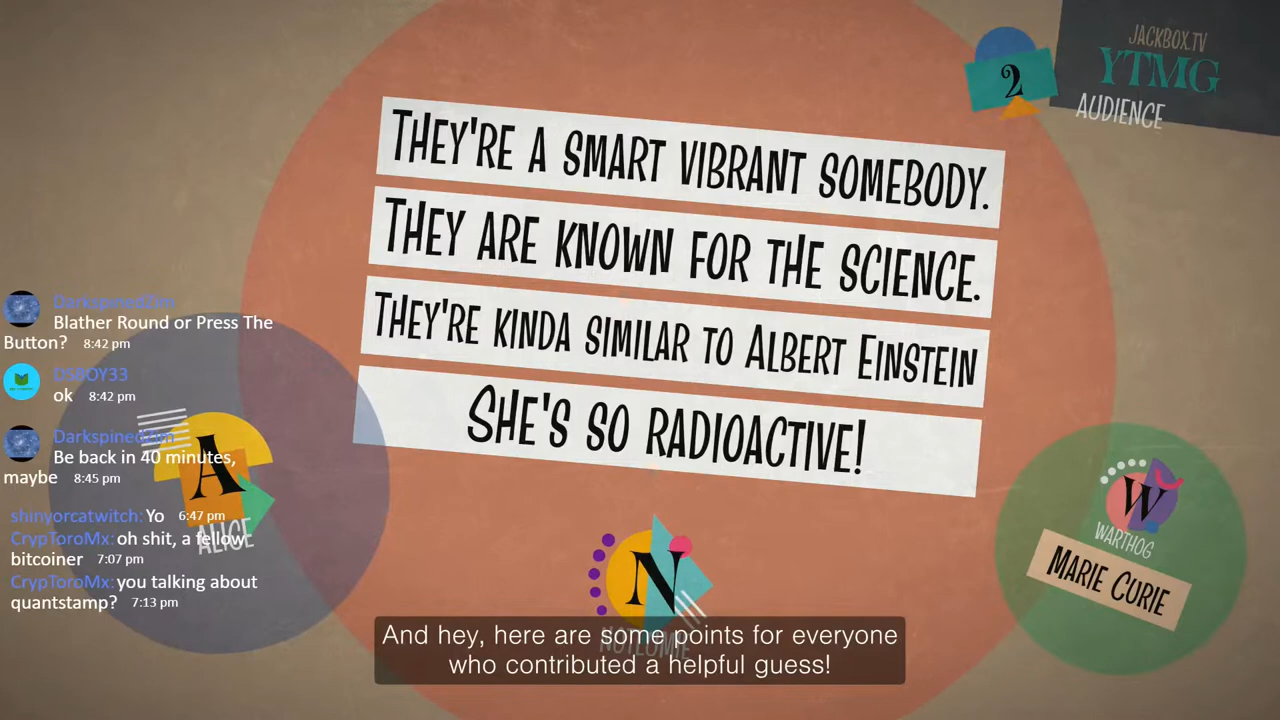 JACKBOX.TV
YTMG
2
AUDIENCE
THEY'RE A SMART VIBRANT SOMEBODY.
THEY ARE KNOWN FOR THE SCIENCE.
THEY'RE KINDA SIMILAR TO ALBERT EINSTEIN
SHE'S SO RADIOACTIVE!
DarkspinedZim
Blather Round or Press The
Button? 8:42 pm
DSBOY33
ok 8:42 pm
DarkspinedZim
Be back in 40 minutes,
maybe 8:45 pm
shinyorcatwitch: Yo 6:47 pm
CrypToroMx: oh shit, a fellow
bitcoiner 7:07 pm
CrypToroMx: you talking about
quantstamp? 7:13 pm
A
ALICE
N
W
WARTHOG
MARIE CURIE
And hey, here are some points for everyone
who contributed a helpful guess!